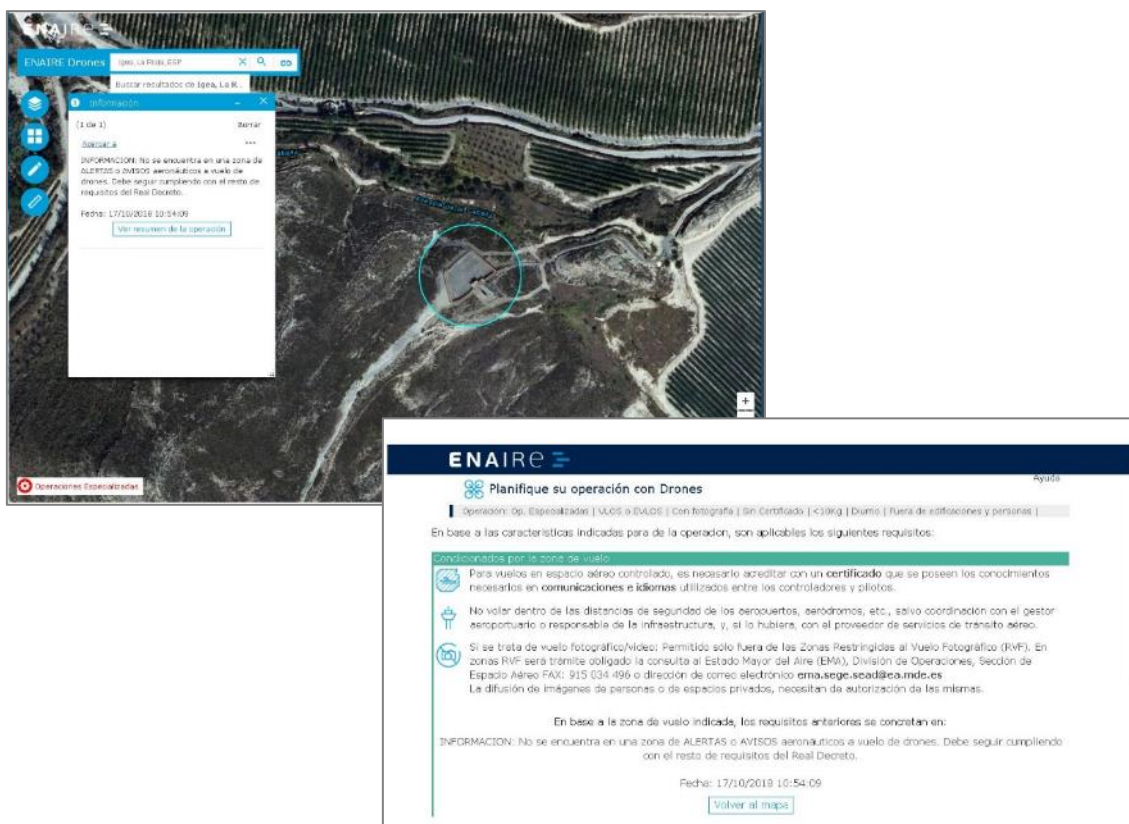 ENAIRE
ENAIRE Drones
Igea, La Rioja, ESP
Buscar resultados de Igea, La R...
Información
(1 de 1)
Borrar
Acercar a
...
INFORMACION: No se encuentra en una zona de
ALERTAS o AVISOS aeronáuticos a vuelo de
drones. Debe seguir cumpliendo con el resto de
requisitos del Real Decreto.
Fecha: 17/10/2018 10:54:09
Ver resumen de la operación
+
Operaciones Especializadas
ENAIRE
Ayuda
Planifique su operación con Drones
Operación: Op. Especializadas | VLOS o EVLOS | Con fotografía | Sin Certificado | <10Kg | Diurno | Fuera de edificaciones y personas |
En base a las características indicadas para de la operacion, son aplicables los siguientes requisitos:
Condicionados por la zona de vuelo
Para vuelos en espacio aéreo controlado, es necesario acreditar con un certificado que se poseen los conocimientos
necesarios en comunicaciones e idiomas utilizados entre los controladores y pilotos.
No volar dentro de las distancias de seguridad de los aeropuertos, aeródromos, etc., salvo coordinación con el gestor
aeroportuario o responsable de la infraestructura, y, si lo hubiera, con el proveedor de servicios de tránsito aéreo.
Si se trata de vuelo fotográfico/video: Permitido sólo fuera de las Zonas Restringidas al Vuelo Fotográfico (RVF). En
zonas RVF será trámite obligado la consulta al Estado Mayor del Aire (EMA), División de Operaciones, Sección de
Espacio Aéreo FAX: 915 034 496 o dirección de correo electrónico ema.sege.sead@ea.mde.es
La difusión de imágenes de personas o de espacios privados, necesitan de autorización de las mismas.
En base a la zona de vuelo indicada, los requisitos anteriores se concretan en:
INFORMACION: No se encuentra en una zona de ALERTAS o AVISOS aeronáuticos a vuelo de drones. Debe seguir cumpliendo
con el resto de requisitos del Real Decreto.
Fecha: 17/10/2018 10:54:09
Volver al mapa